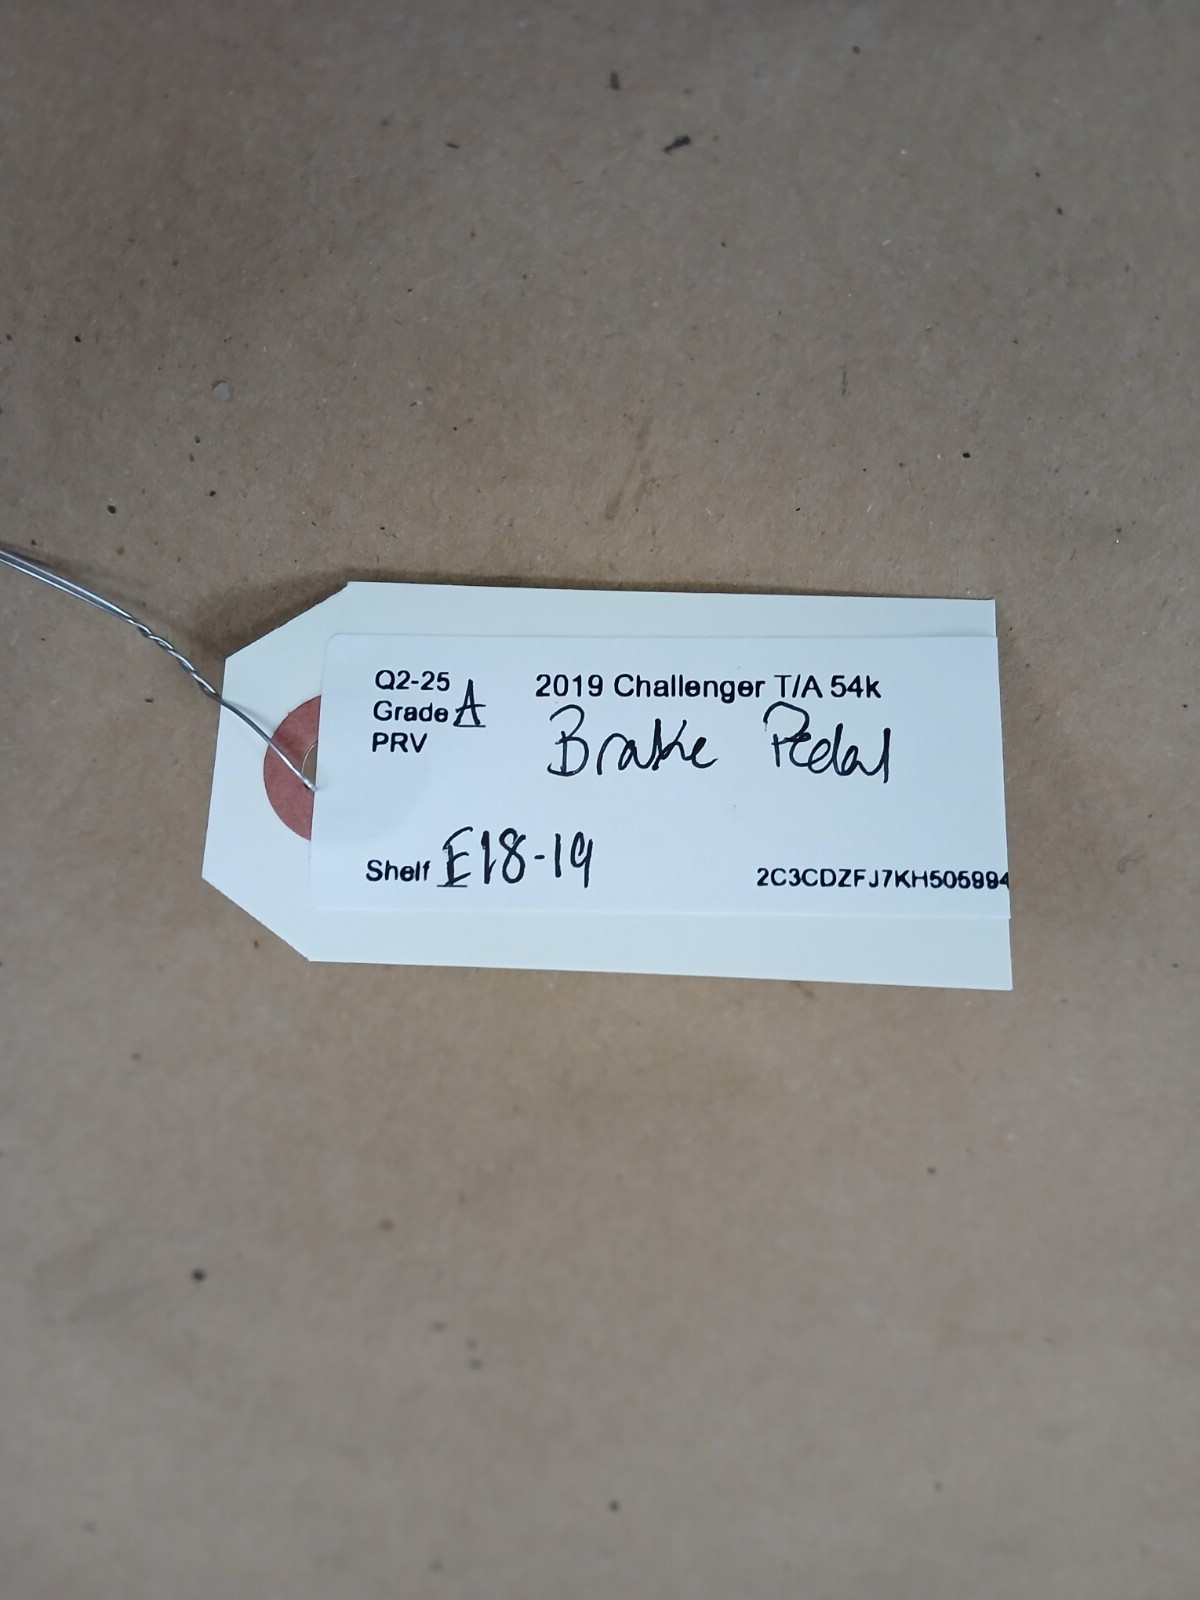 Q2-25 2019 Challenger T/A 54k
Grade A Brake Pedal
PRV
Shelf E18-19 2C3CDZFJ7KH505994